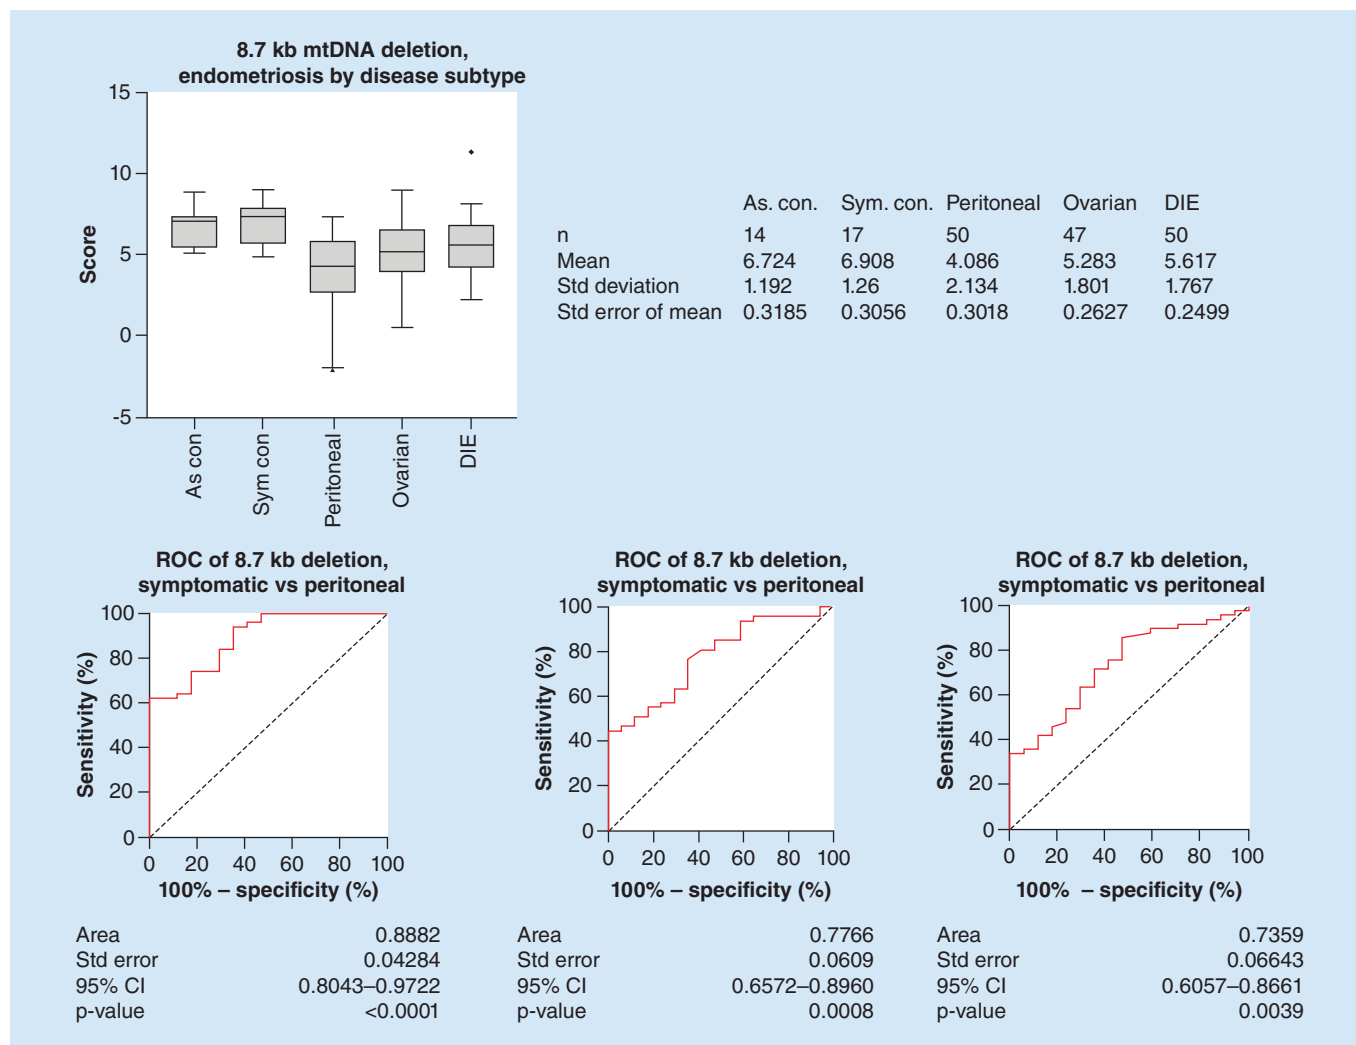 8.7 kb mtDNA deletion,
endometriosis by disease subtype
15
10
5
0
-5
Score
As con
Sym con
Peritoneal
Ovarian
DIE
As. con. Sym. con. Peritoneal Ovarian DIE
n 14 17 50 47 50
Mean 6.724 6.908 4.086 5.283 5.617
Std deviation 1.192 1.26 2.134 1.801 1.767
Std error of mean 0.3185 0.3056 0.3018 0.2627 0.2499
ROC of 8.7 kb deletion,
symptomatic vs peritoneal
100
80
60
40
20
0
Sensitivity (%)
0 20 40 60 80 100
100% – specificity (%)
Area 0.8882
Std error 0.04284
95% CI 0.8043–0.9722
p-value <0.0001
ROC of 8.7 kb deletion,
symptomatic vs peritoneal
100
80
60
40
20
0
Sensitivity (%)
0 20 40 60 80 100
100% – specificity (%)
Area 0.7766
Std error 0.0609
95% CI 0.6572–0.8960
p-value 0.0008
ROC of 8.7 kb deletion,
symptomatic vs peritoneal
100
80
60
40
20
0
Sensitivity (%)
0 20 40 60 80 100
100% – specificity (%)
Area 0.7359
Std error 0.06643
95% CI 0.6057–0.8661
p-value 0.0039